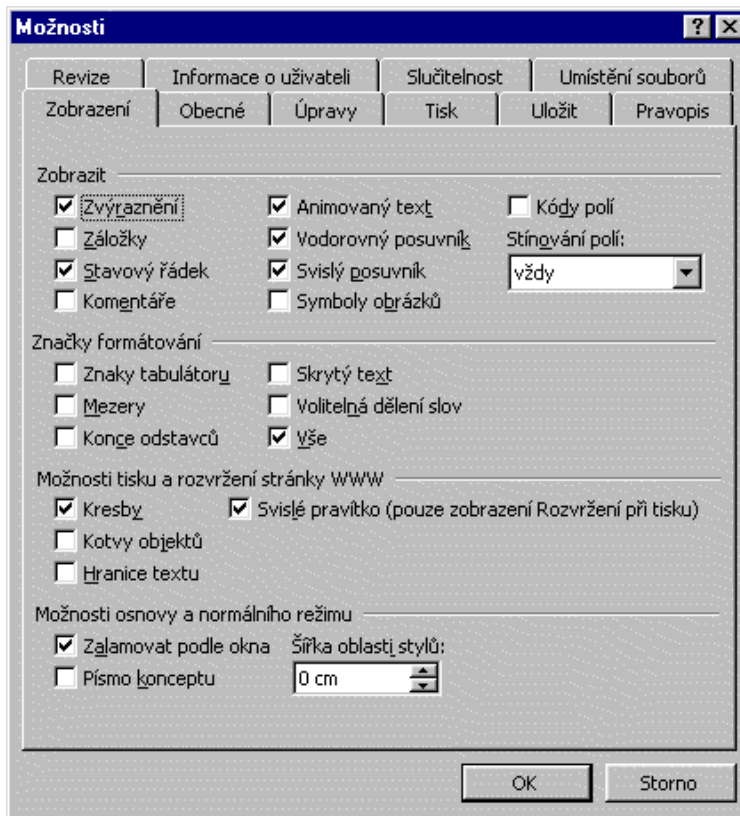 Možnosti
Revize Informace o uživateli Slučitelnost Umístění souborů
Zobrazení Obecné Úpravy Tisk Uložit Pravopis
Zobrazit
Zvýraznění Animovaný text Kódy polí
Záložky Vodorovný posuvník Stínování polí:
Stavový řádek Svislý posuvník vždy
Komentáře Symboly obrázků
Značky formátování
Znaky tabulátoru Skrytý text
Mezery Volitelná dělení slov
Konce odstavců Vše
Možnosti tisku a rozvržení stránky WWW
Kresby Svislé pravítko (pouze zobrazení Rozvržení při tisku)
Kotvy objektů
Hranice textu
Možnosti osnovy a normálního režimu
Zalamovat podle okna Šířka oblasti stylů:
Písmo konceptu 0 cm
OK Storno